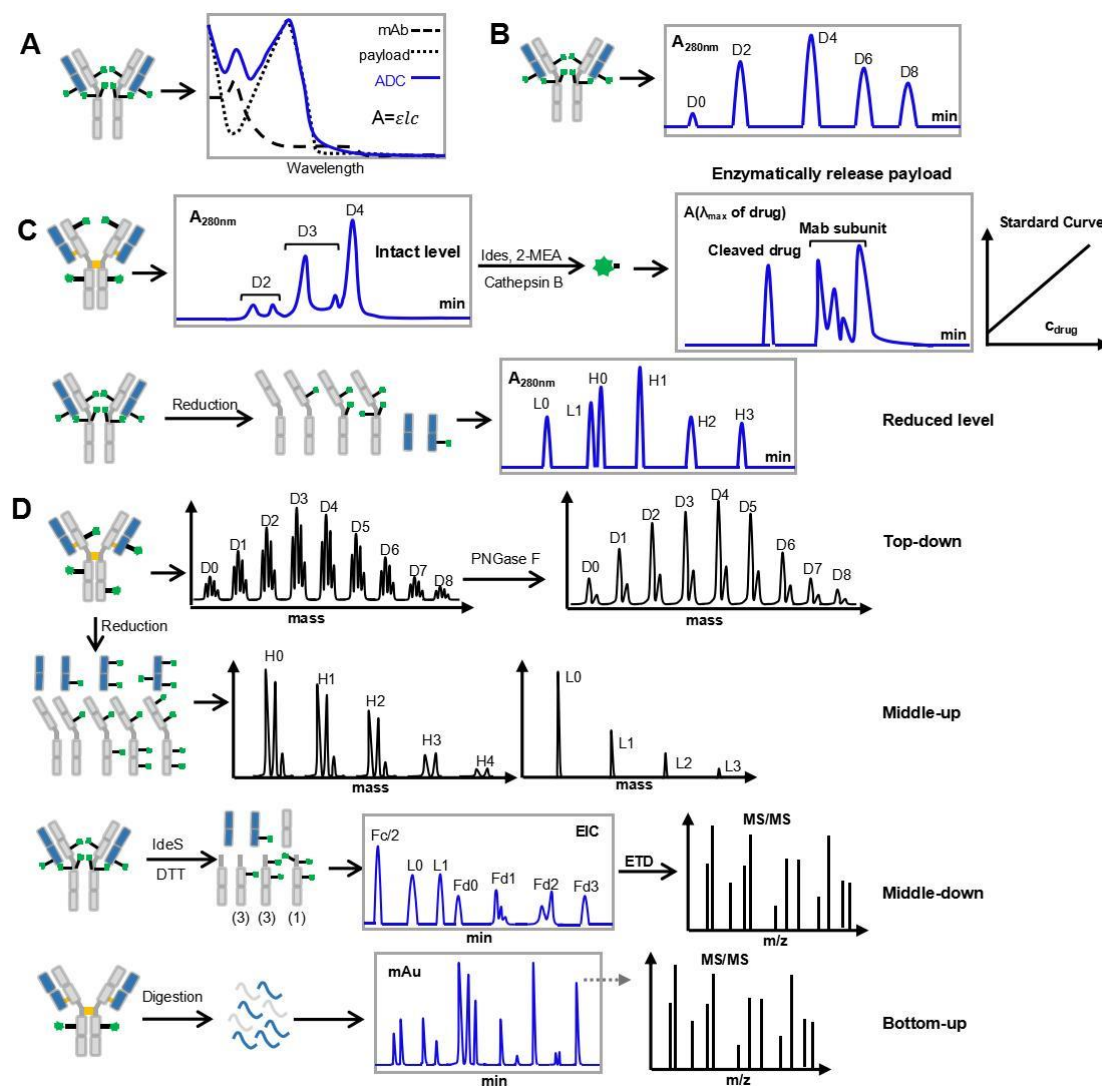 A
mAb
payload
ADC
A=εlc
Wavelength
B
A280nm
D0
D2
D4
D6
D8
min
Enzymatically release payload
C
A280nm
D2
D3
D4
Intact level
min
Ides, 2-MEA
Cathepsin B
A(λmax of drug)
Mab subunit
Cleaved drug
min
Stardard Curve
cdrug
Reduction
A280nm
L0
L1
H0
H1
H2
H3
min
Reduced level
D
D0
D1
D2
D3
D4
D5
D6
D7
D8
mass
PNGase F
D0
D1
D2
D3
D4
D5
D6
D7
D8
mass
Top-down
Reduction
H0
H1
H2
H3
H4
mass
L0
L1
L2
L3
mass
Middle-up
IdeS
DTT
(3) (3) (1)
EIC
Fc/2
L0
L1
Fd0
Fd1
Fd2
Fd3
min
ETD
MS/MS
m/z
Middle-down
Digestion
mAu
min
MS/MS
m/z
Bottom-up